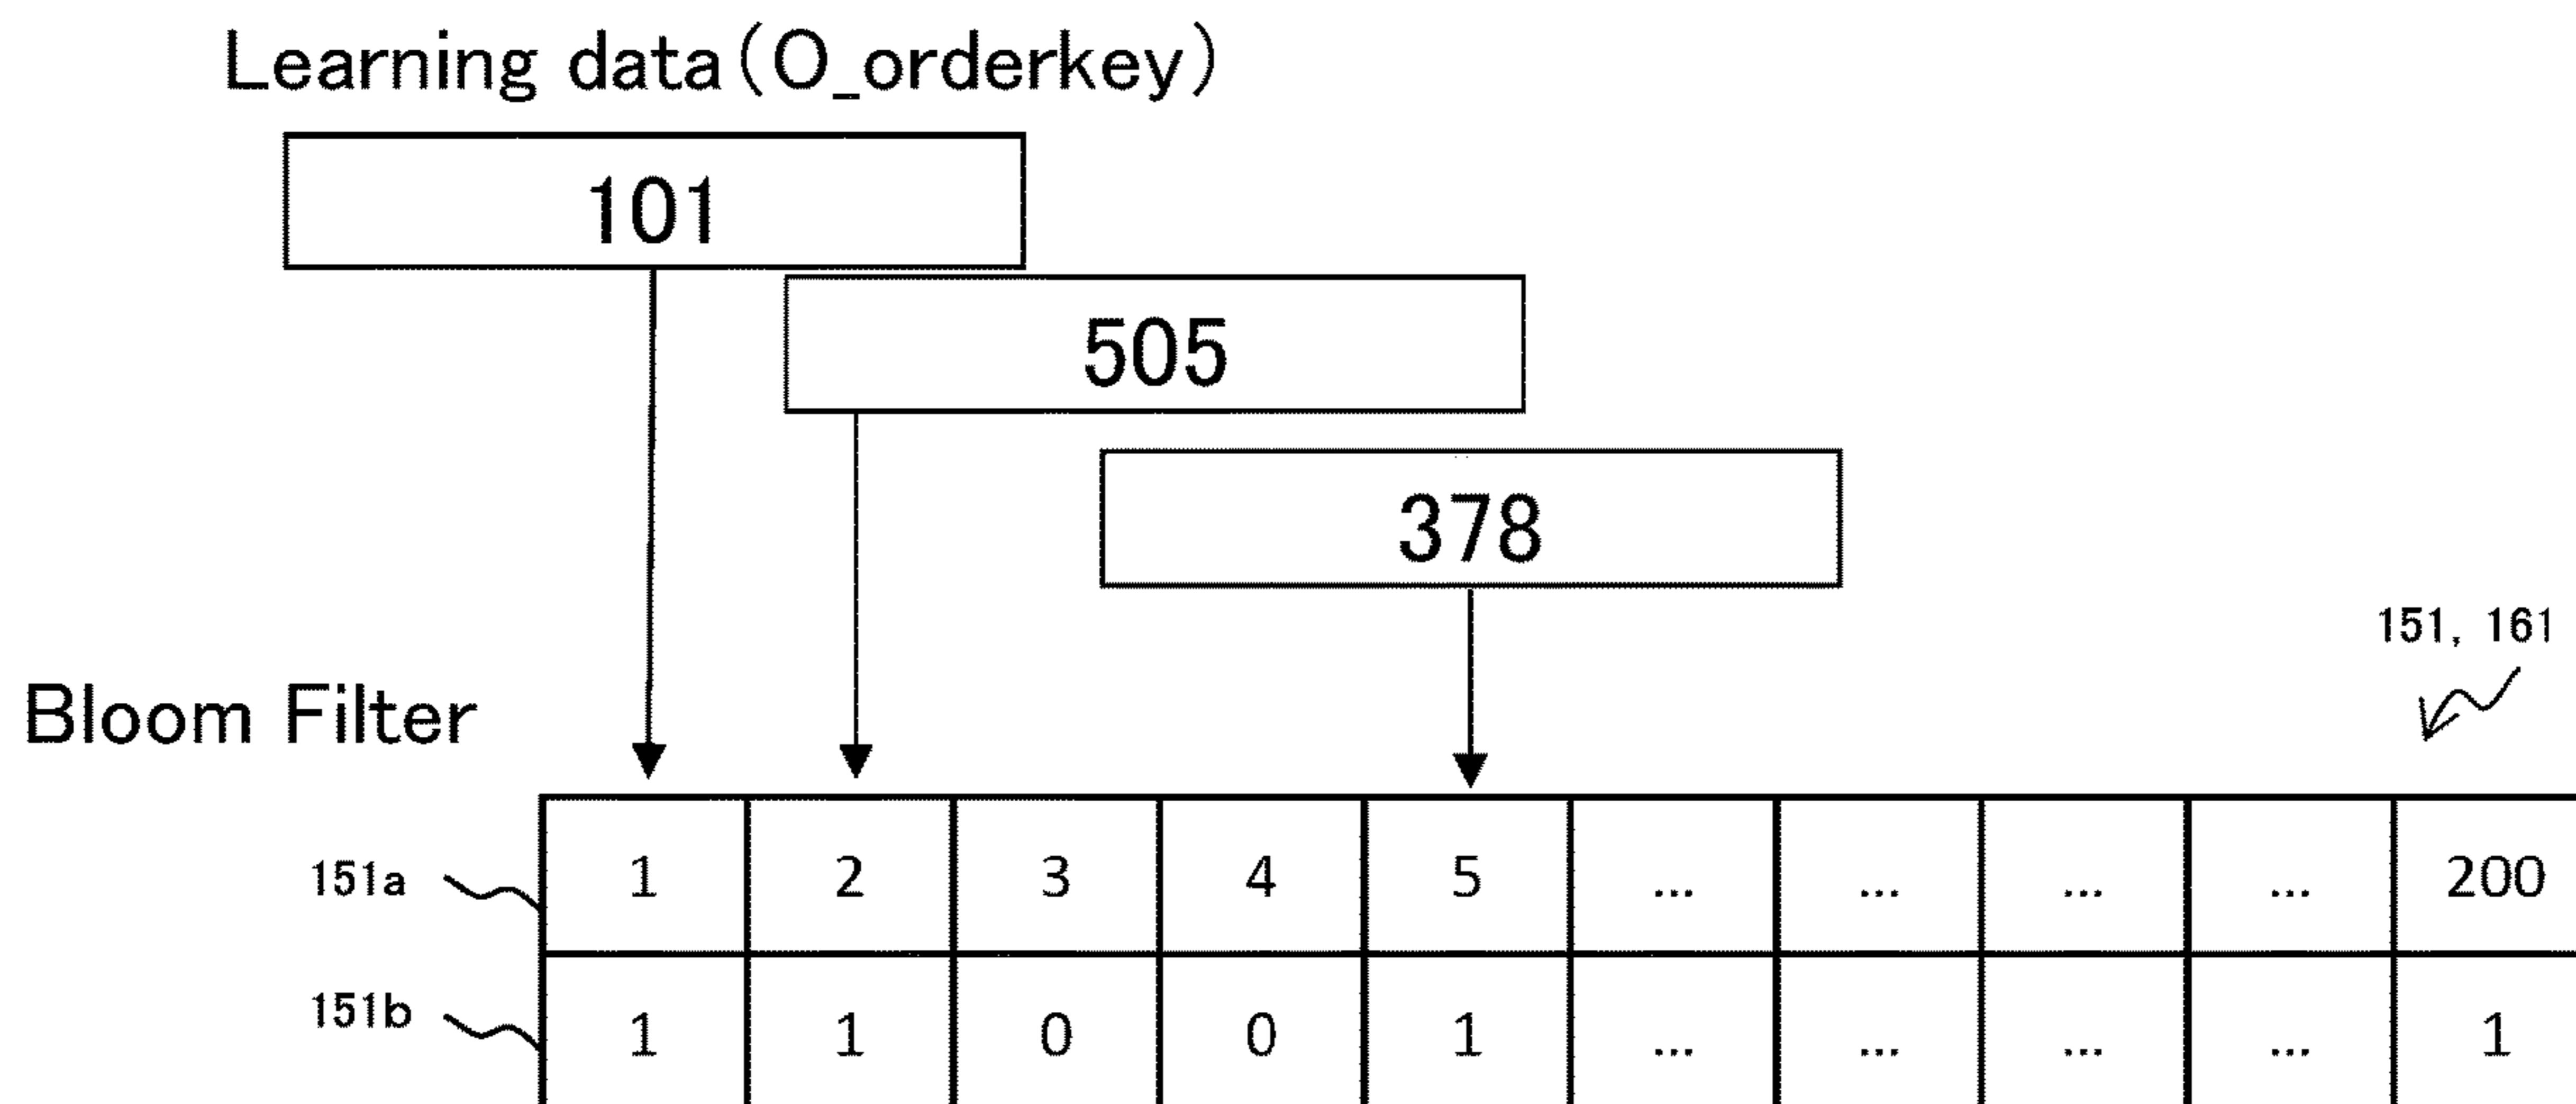 Learning data(O_orderkey)
101
505
378
151, 161
Bloom Filter
151a 1 2 3 4 5 ... ... ... ... 200
151b 1 1 0 0 1 ... ... ... ... 1